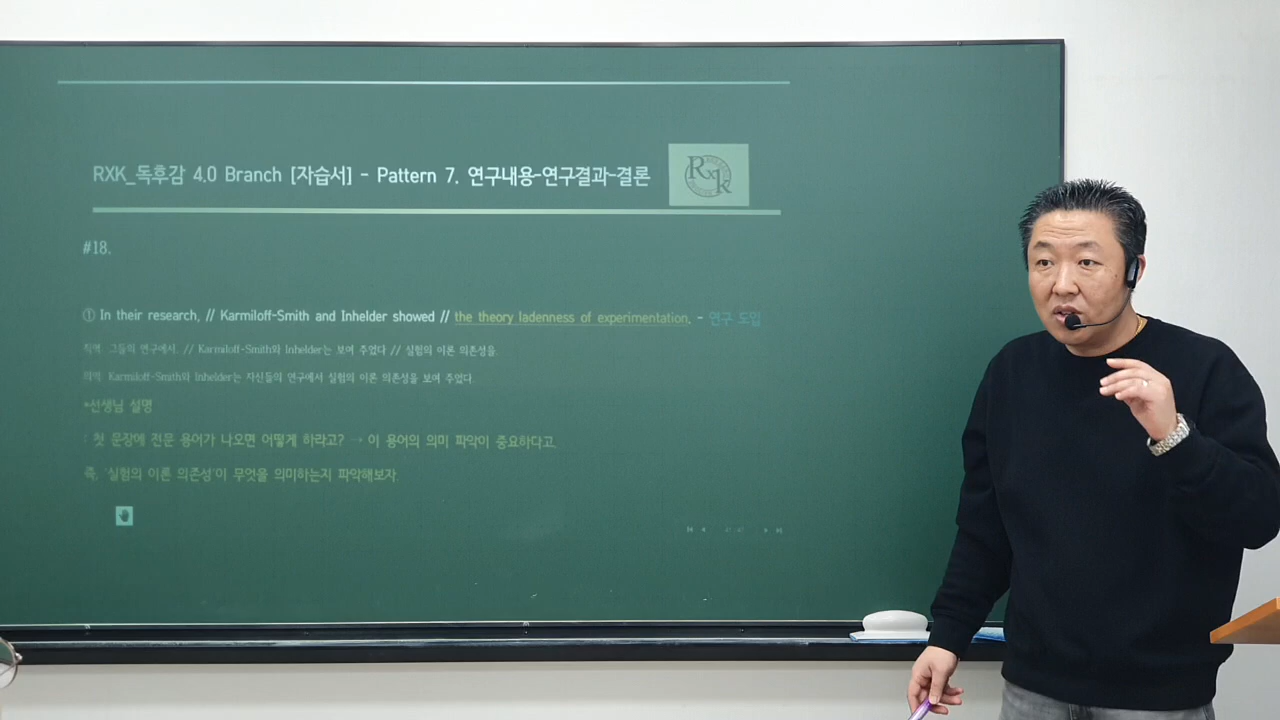 RXK_독후감 4.0 Branch [자습서] - Pattern 7. 연구내용-연구결과-결론
RXK
#18.
① In their research, // Karmiloff-Smith and Inhelder showed // the theory ladenness of experimentation. - 연구 도입
직역. 그들의 연구에서, // Karmiloff-Smith와 Inhelder는 보여 주었다 // 실험의 이론 의존성을.
의역. Karmiloff-Smith와 Inhelder는 자신들의 연구에서 실험의 이론 의존성을 보여 주었다.
*선생님 설명
: 첫 문장에 전문 용어가 나오면 어떻게 하라고? → 이 용어의 의미 파악이 중요하다고.
즉, '실험의 이론 의존성'이 무엇을 의미하는지 파악해보자.